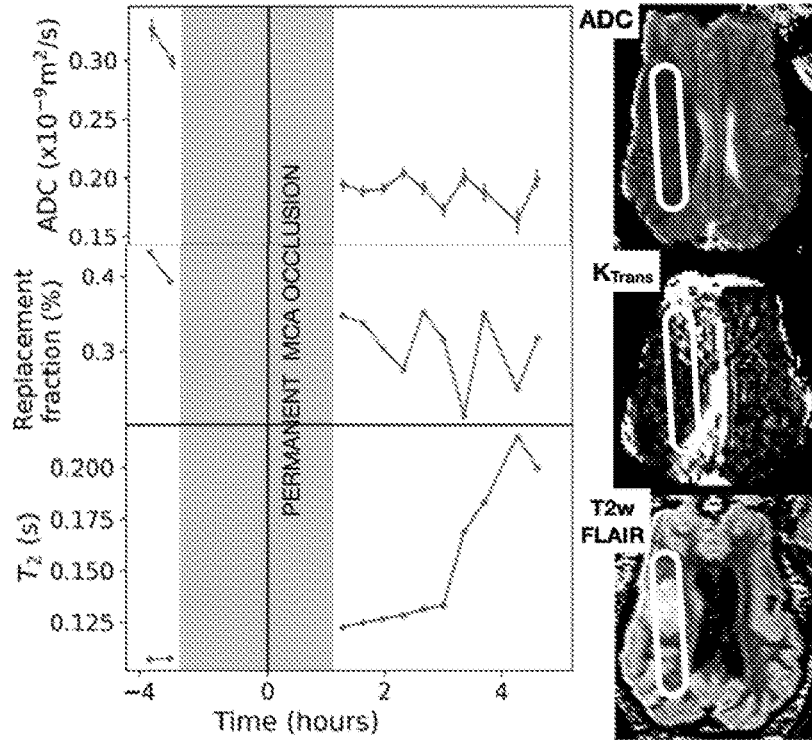 ADC (x10⁻⁹m²/s)
0.30
0.25
0.20
0.15
Replacement
fraction (%)
0.4
0.3
T₂ (s)
0.200
0.175
0.150
0.125
PERMANENT MCA OCCLUSION
−4
0
2
4
Time (hours)
ADC
KTrans
T2w
FLAIR